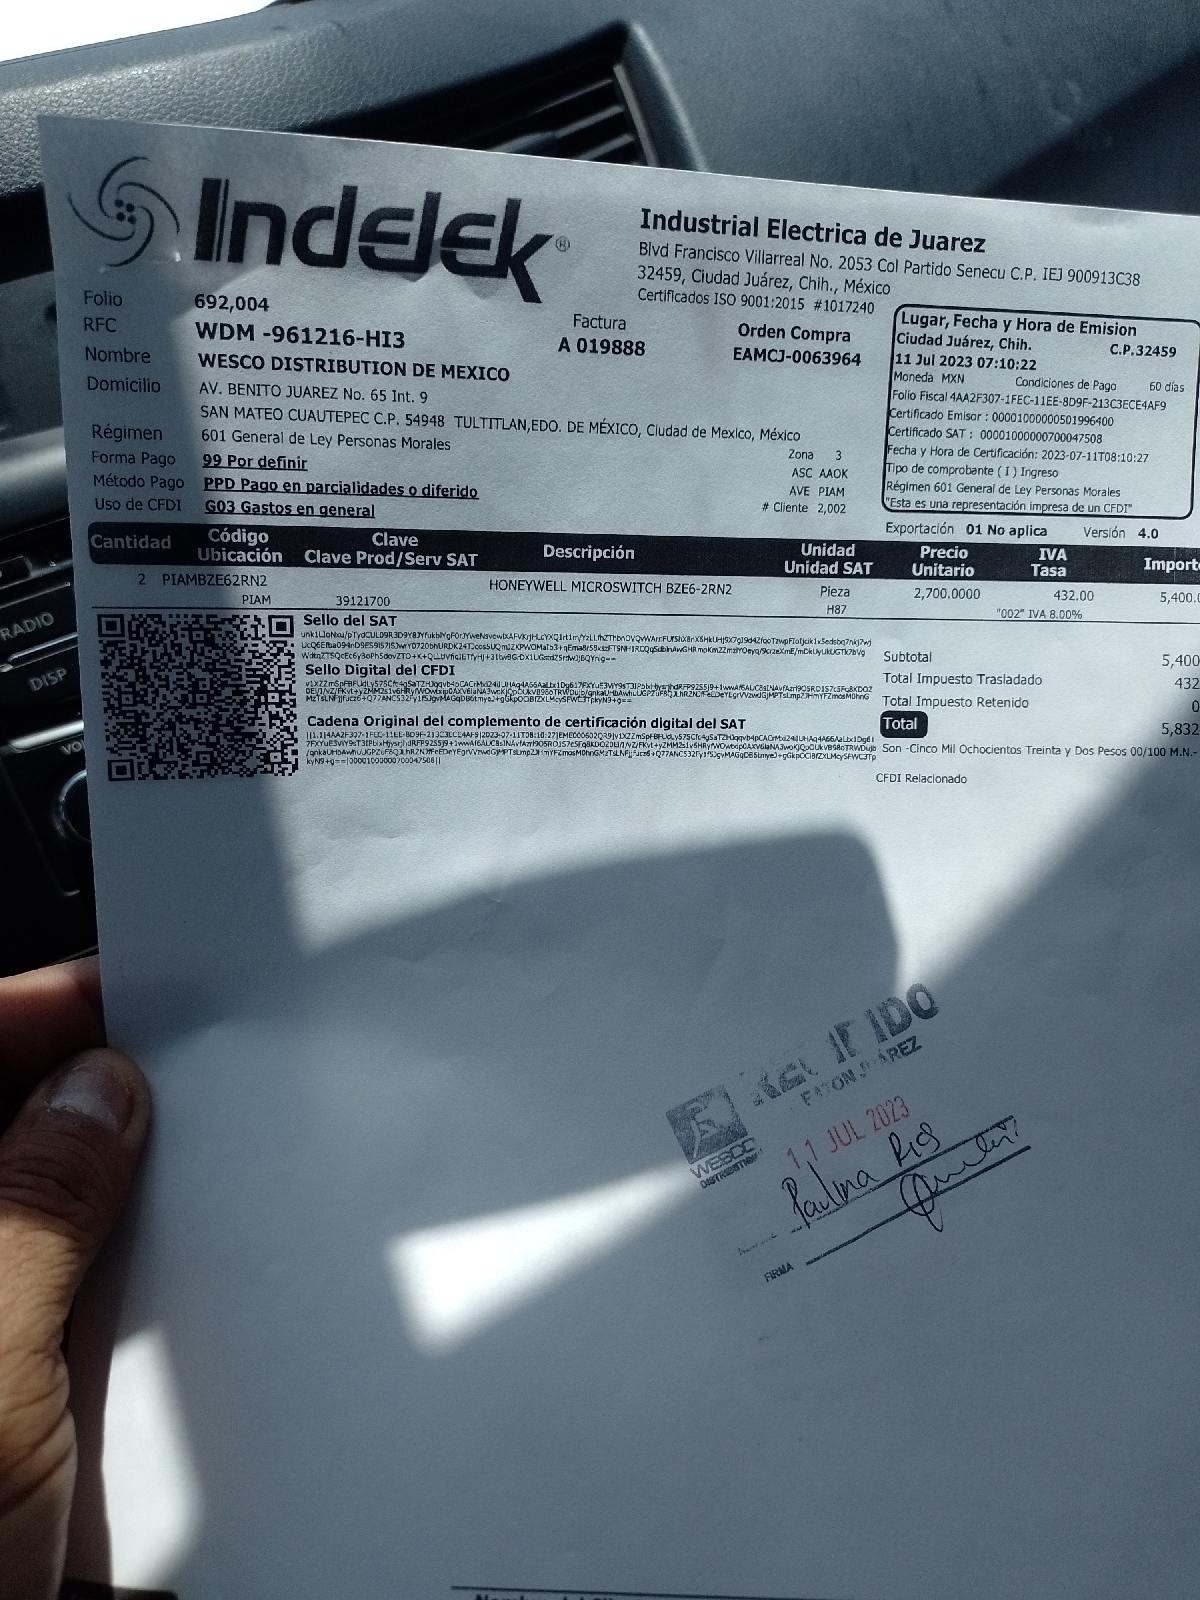 Indelek®
Industrial Electrica de Juarez
Blvd Francisco Villarreal No. 2053 Col Partido Senecu C.P. IEJ 900913C38
32459, Ciudad Juárez, Chih., México
Certificados ISO 9001:2015 #1017240
Folio 692,004
RFC WDM -961216-HI3
Factura
A 019888
Orden Compra
EAMCJ-0063964
Nombre WESCO DISTRIBUTION DE MEXICO
Domicilio AV. BENITO JUAREZ No. 65 Int. 9
SAN MATEO CUAUTEPEC C.P. 54948 TULTITLAN,EDO. DE MÉXICO, Ciudad de Mexico, México
Régimen 601 General de Ley Personas Morales
Forma Pago 99 Por definir
Método Pago PPD Pago en parcialidades o diferido
Uso de CFDI G03 Gastos en general
Zona 3
ASC AAOK
AVE PIAM
# Cliente 2,002
Lugar, Fecha y Hora de Emision
Ciudad Juárez, Chih. C.P.32459
11 Jul 2023 07:10:22
Moneda MXN Condiciones de Pago 60 días
Folio Fiscal 4AA2F307-1FEC-11EE-8D9F-213C3ECE4AF9
Certificado Emisor : 00001000000501996400
Certificado SAT : 00001000000700047508
Fecha y Hora de Certificación: 2023-07-11T08:10:27
Tipo de comprobante ( I ) Ingreso
Régimen 601 General de Ley Personas Morales
"Esta es una representación impresa de un CFDI"
Exportación 01 No aplica Versión 4.0
Cantidad Código Ubicación Clave Clave Prod/Serv SAT Descripción Unidad Unidad SAT Precio Unitario IVA Tasa Importe
2 PIAMBZE62RN2 HONEYWELL MICROSWITCH BZE6-2RN2 Pieza 2,700.0000 432.00 5,400.0
PIAM 39121700 H87 "002" IVA 8.00%
Sello del SAT
Sello Digital del CFDI
Cadena Original del complemento de certificación digital del SAT
Subtotal 5,400
Total Impuesto Trasladado 432
Total Impuesto Retenido 0
Total 5,832
Son -Cinco Mil Ochocientos Treinta y Dos Pesos 00/100 M.N.-
CFDI Relacionado
RECIBIDO
EATON JUÁREZ
WESCO
DISTRIBUTION
11 JUL 2023
Paulina Rios
FIRMA
RADIO
DISP
VO